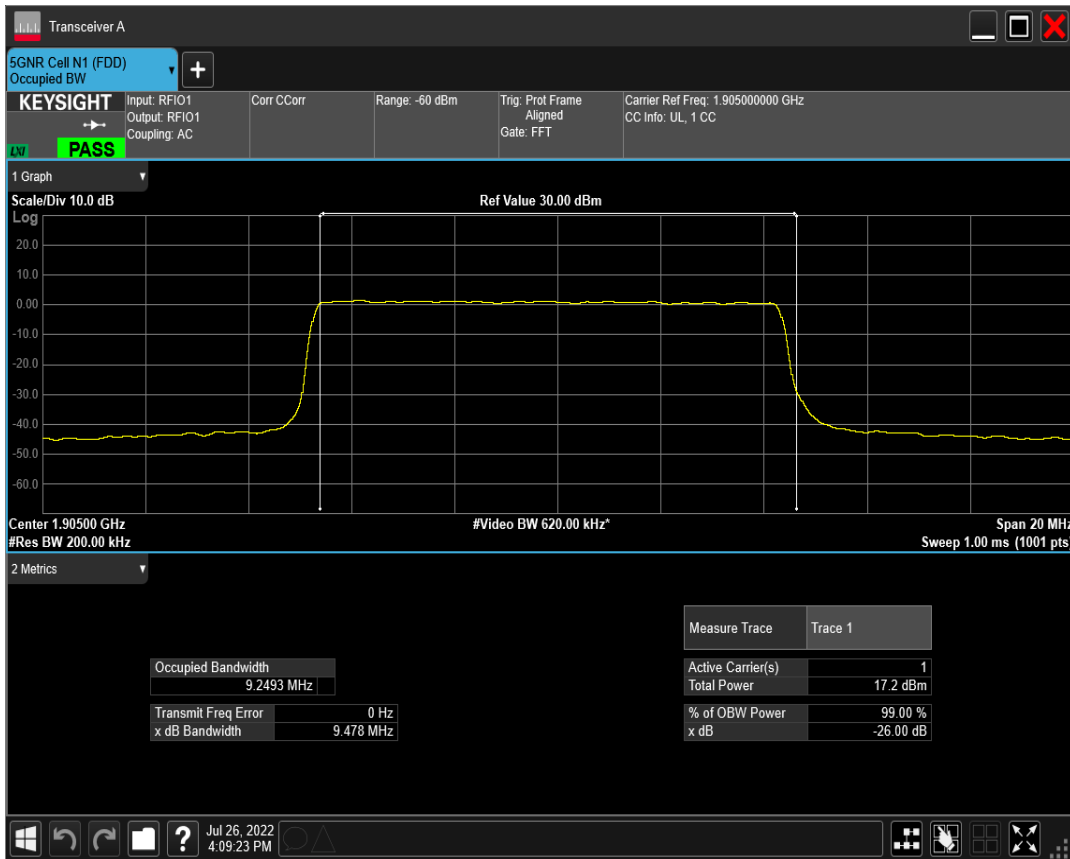 Transceiver A
5GNR Cell N1 (FDD)
Occupied BW
+
KEYSIGHT
LXI
PASS
Input: RFIO1
Output: RFIO1
Coupling: AC
Corr CCorr
Range: -60 dBm
Trig: Prot Frame
Aligned
Gate: FFT
Carrier Ref Freq: 1.905000000 GHz
CC Info: UL, 1 CC
1 Graph
Scale/Div 10.0 dB
Ref Value 30.00 dBm
Log
20.0
10.0
0.00
-10.0
-20.0
-30.0
-40.0
-50.0
-60.0
Center 1.90500 GHz
#Video BW 620.00 kHz*
Span 20 MHz
#Res BW 200.00 kHz
Sweep 1.00 ms (1001 pts)
2 Metrics
Measure Trace Trace 1
Occupied Bandwidth
9.2493 MHz
Active Carrier(s) 1
Total Power 17.2 dBm
Transmit Freq Error 0 Hz
x dB Bandwidth 9.478 MHz
% of OBW Power 99.00 %
x dB -26.00 dB
?
Jul 26, 2022
4:09:23 PM